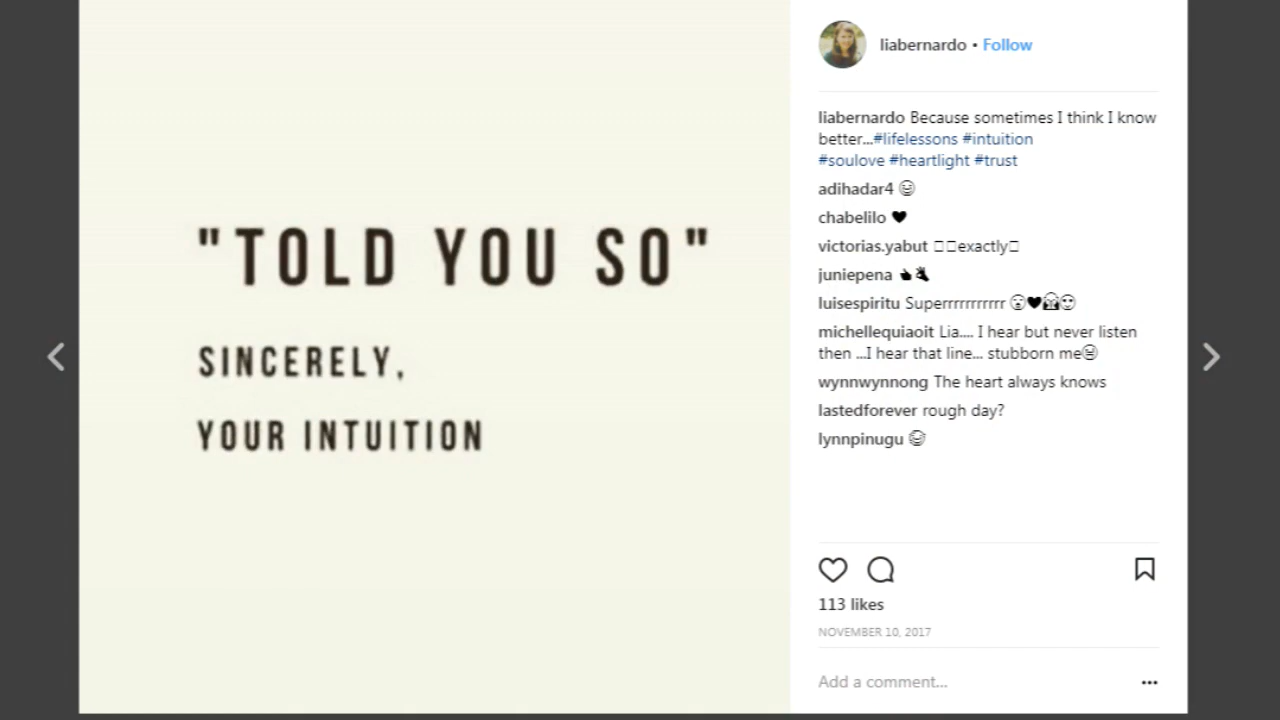 "TOLD YOU SO"
SINCERELY,
YOUR INTUITION
liabernardo • Follow
liabernardo Because sometimes I think I know
better...#lifelessons #intuition
#soulove #heartlight #trust
adihadar4 😂
chabelilo ♥
victorias.yabut □□exactly□
juniepena 👍👏
luisespiritu Superrrrrrrrrrr
michellequiaoit Lia.... I hear but never listen
then ...I hear that line... stubborn me
wynnwynnong The heart always knows
lastedforever rough day?
lynnpinugu
113 likes
NOVEMBER 10, 2017
Add a comment...